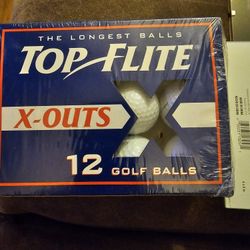 THE LONGEST BALLS
TOP FLITE
X-OUTS
12 GOLF BALLS